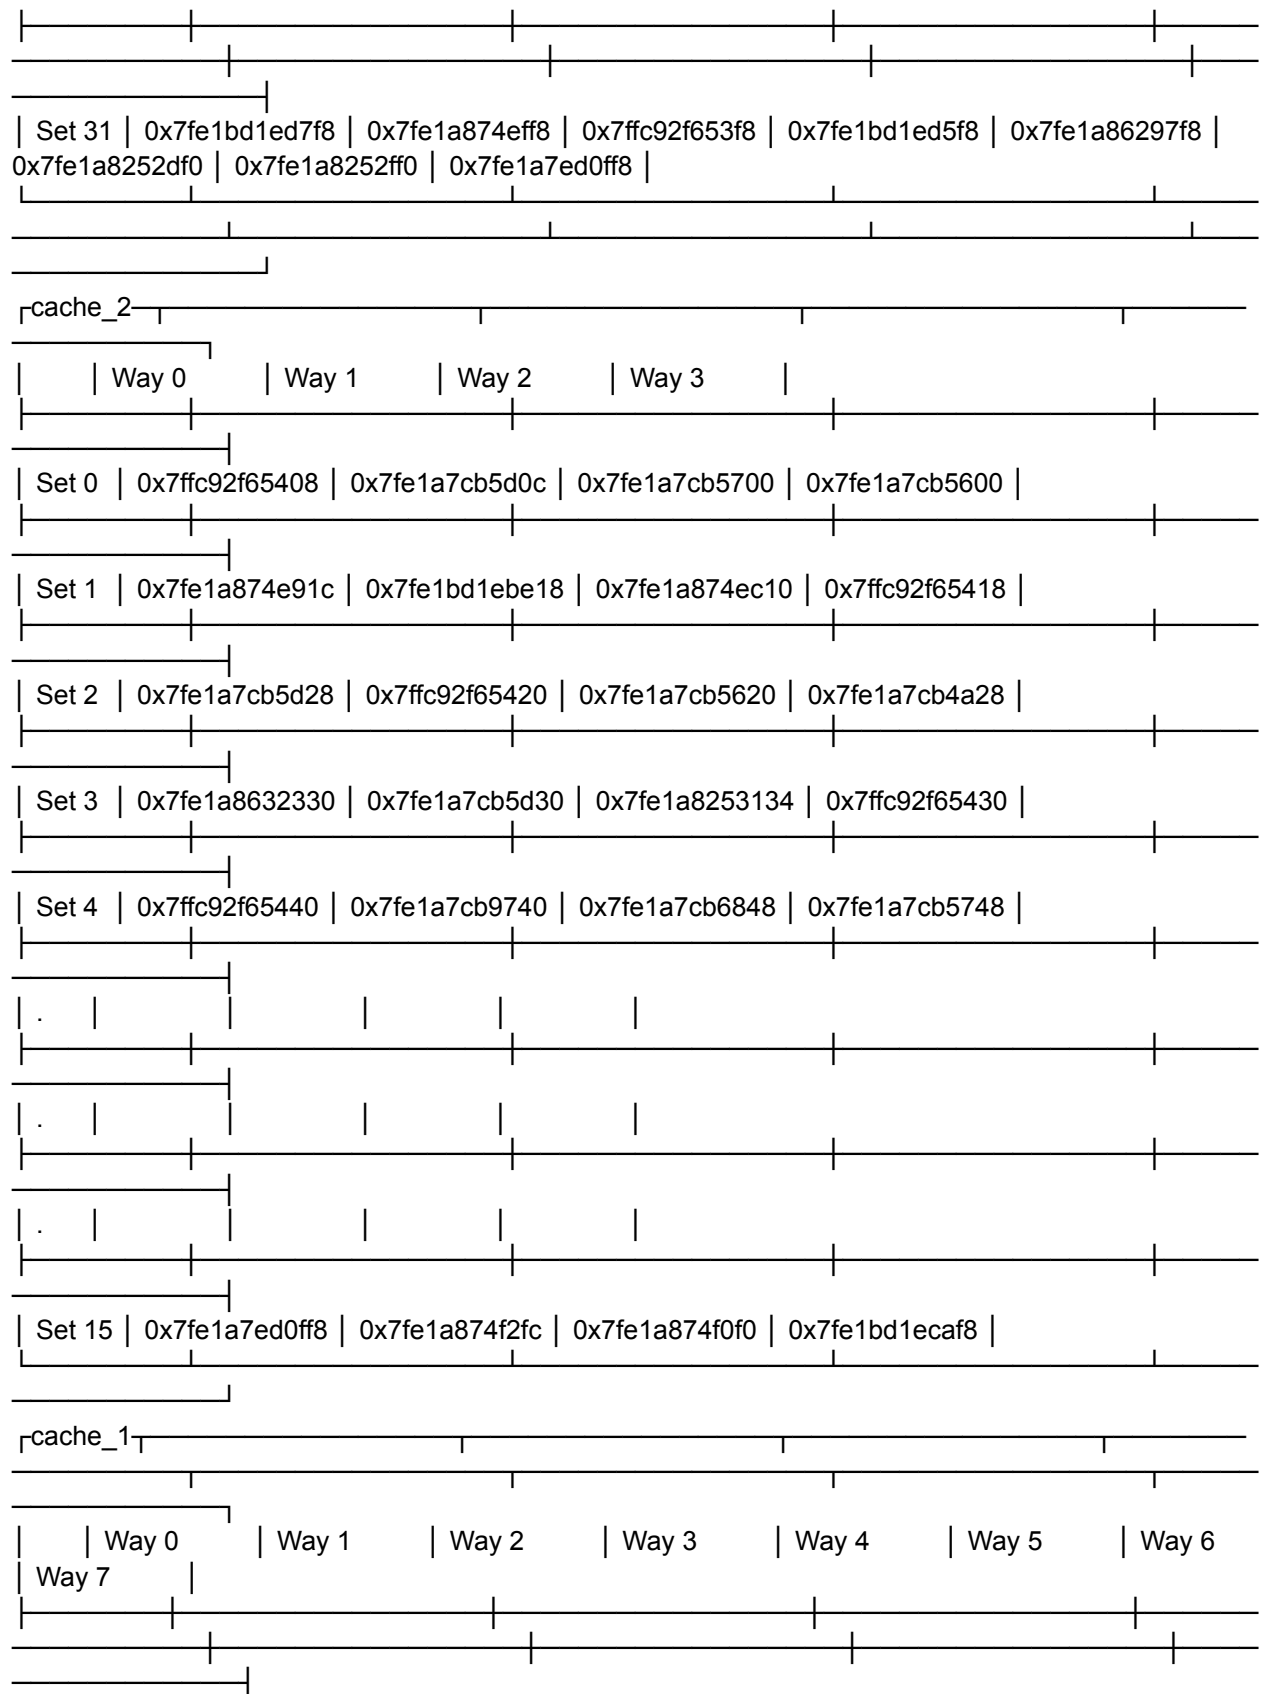 | Set 31 | 0x7fe1bd1ed7f8 | 0x7fe1a874eff8 | 0x7ffc92f653f8 | 0x7fe1bd1ed5f8 | 0x7fe1a86297f8 |
0x7fe1a8252df0 | 0x7fe1a8252ff0 | 0x7fe1a7ed0ff8 |
cache_2
| | Way 0 | Way 1 | Way 2 | Way 3 |
| Set 0 | 0x7ffc92f65408 | 0x7fe1a7cb5d0c | 0x7fe1a7cb5700 | 0x7fe1a7cb5600 |
| Set 1 | 0x7fe1a874e91c | 0x7fe1bd1ebe18 | 0x7fe1a874ec10 | 0x7ffc92f65418 |
| Set 2 | 0x7fe1a7cb5d28 | 0x7ffc92f65420 | 0x7fe1a7cb5620 | 0x7fe1a7cb4a28 |
| Set 3 | 0x7fe1a8632330 | 0x7fe1a7cb5d30 | 0x7fe1a8253134 | 0x7ffc92f65430 |
| Set 4 | 0x7ffc92f65440 | 0x7fe1a7cb9740 | 0x7fe1a7cb6848 | 0x7fe1a7cb5748 |
| . | | | | |
| . | | | | |
| . | | | | |
| Set 15 | 0x7fe1a7ed0ff8 | 0x7fe1a874f2fc | 0x7fe1a874f0f0 | 0x7fe1bd1ecaf8 |
cache_1
| | Way 0 | Way 1 | Way 2 | Way 3 | Way 4 | Way 5 | Way 6
| Way 7 |